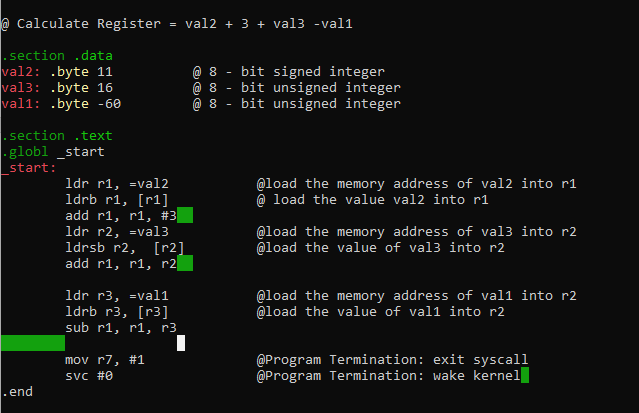 @ Calculate Register = val2 + 3 + val3 -val1
.section .data
val2: .byte 11 @ 8 - bit signed integer
val3: .byte 16 @ 8 - bit unsigned integer
val1: .byte -60 @ 8 - bit unsigned integer
.section .text
.globl _start
_start:
ldr r1, =val2 @load the memory address of val2 into r1
ldrb r1, [r1] @ load the value val2 into r1
add r1, r1, #3
ldr r2, =val3 @load the memory address of val3 into r2
ldrsb r2, [r2] @load the value of val3 into r2
add r1, r1, r2
ldr r3, =val1 @load the memory address of val1 into r2
ldrb r3, [r3] @load the value of val1 into r2
sub r1, r1, r3
mov r7, #1 @Program Termination: exit syscall
svc #0 @Program Termination: wake kernel
.end